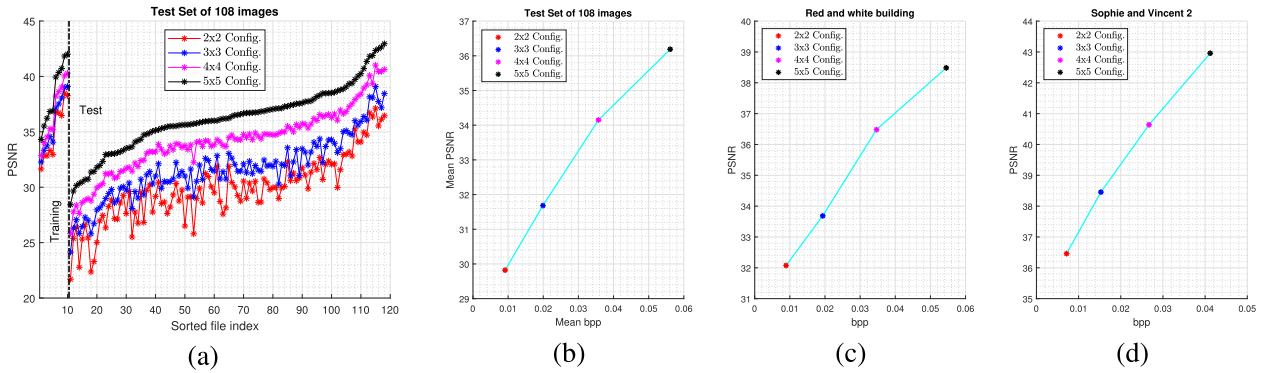 Test Set of 108 images
PSNR
45
40
35
30
25
20
2x2 Config.
3x3 Config.
4x4 Config.
5x5 Config.
Training
Test
10 20 30 40 50 60 70 80 90 100 110 120
Sorted file index
(a)
Test Set of 108 images
Mean PSNR
37
36
35
34
33
32
31
30
29
2x2 Config.
3x3 Config.
4x4 Config.
5x5 Config.
0 0.01 0.02 0.03 0.04 0.05 0.06
Mean bpp
(b)
Red and white building
PSNR
40
39
38
37
36
35
34
33
32
31
2x2 Config.
3x3 Config.
4x4 Config.
5x5 Config.
0 0.01 0.02 0.03 0.04 0.05 0.06
bpp
(c)
Sophie and Vincent 2
PSNR
44
43
42
41
40
39
38
37
36
35
2x2 Config.
3x3 Config.
4x4 Config.
5x5 Config.
0 0.01 0.02 0.03 0.04 0.05
bpp
(d)